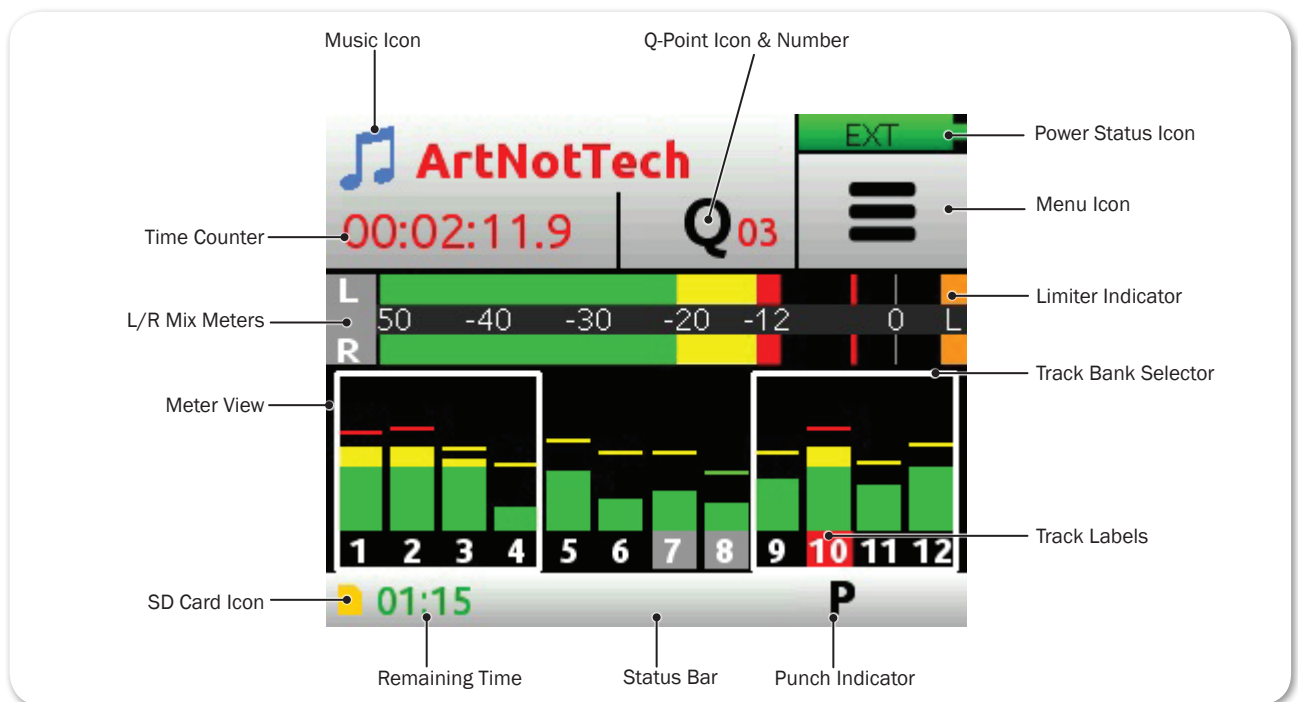 Music Icon
Q-Point Icon & Number
EXT
Power Status Icon
ArtNotTech
Menu Icon
Time Counter
00:02:11.9
Q 03
L
Limiter Indicator
L/R Mix Meters
50 -40 -30 -20 -12 0 L
R
Track Bank Selector
Meter View
Track Labels
1 2 3 4 5 6 7 8 9 10 11 12
SD Card Icon
01:15
P
Remaining Time
Status Bar
Punch Indicator